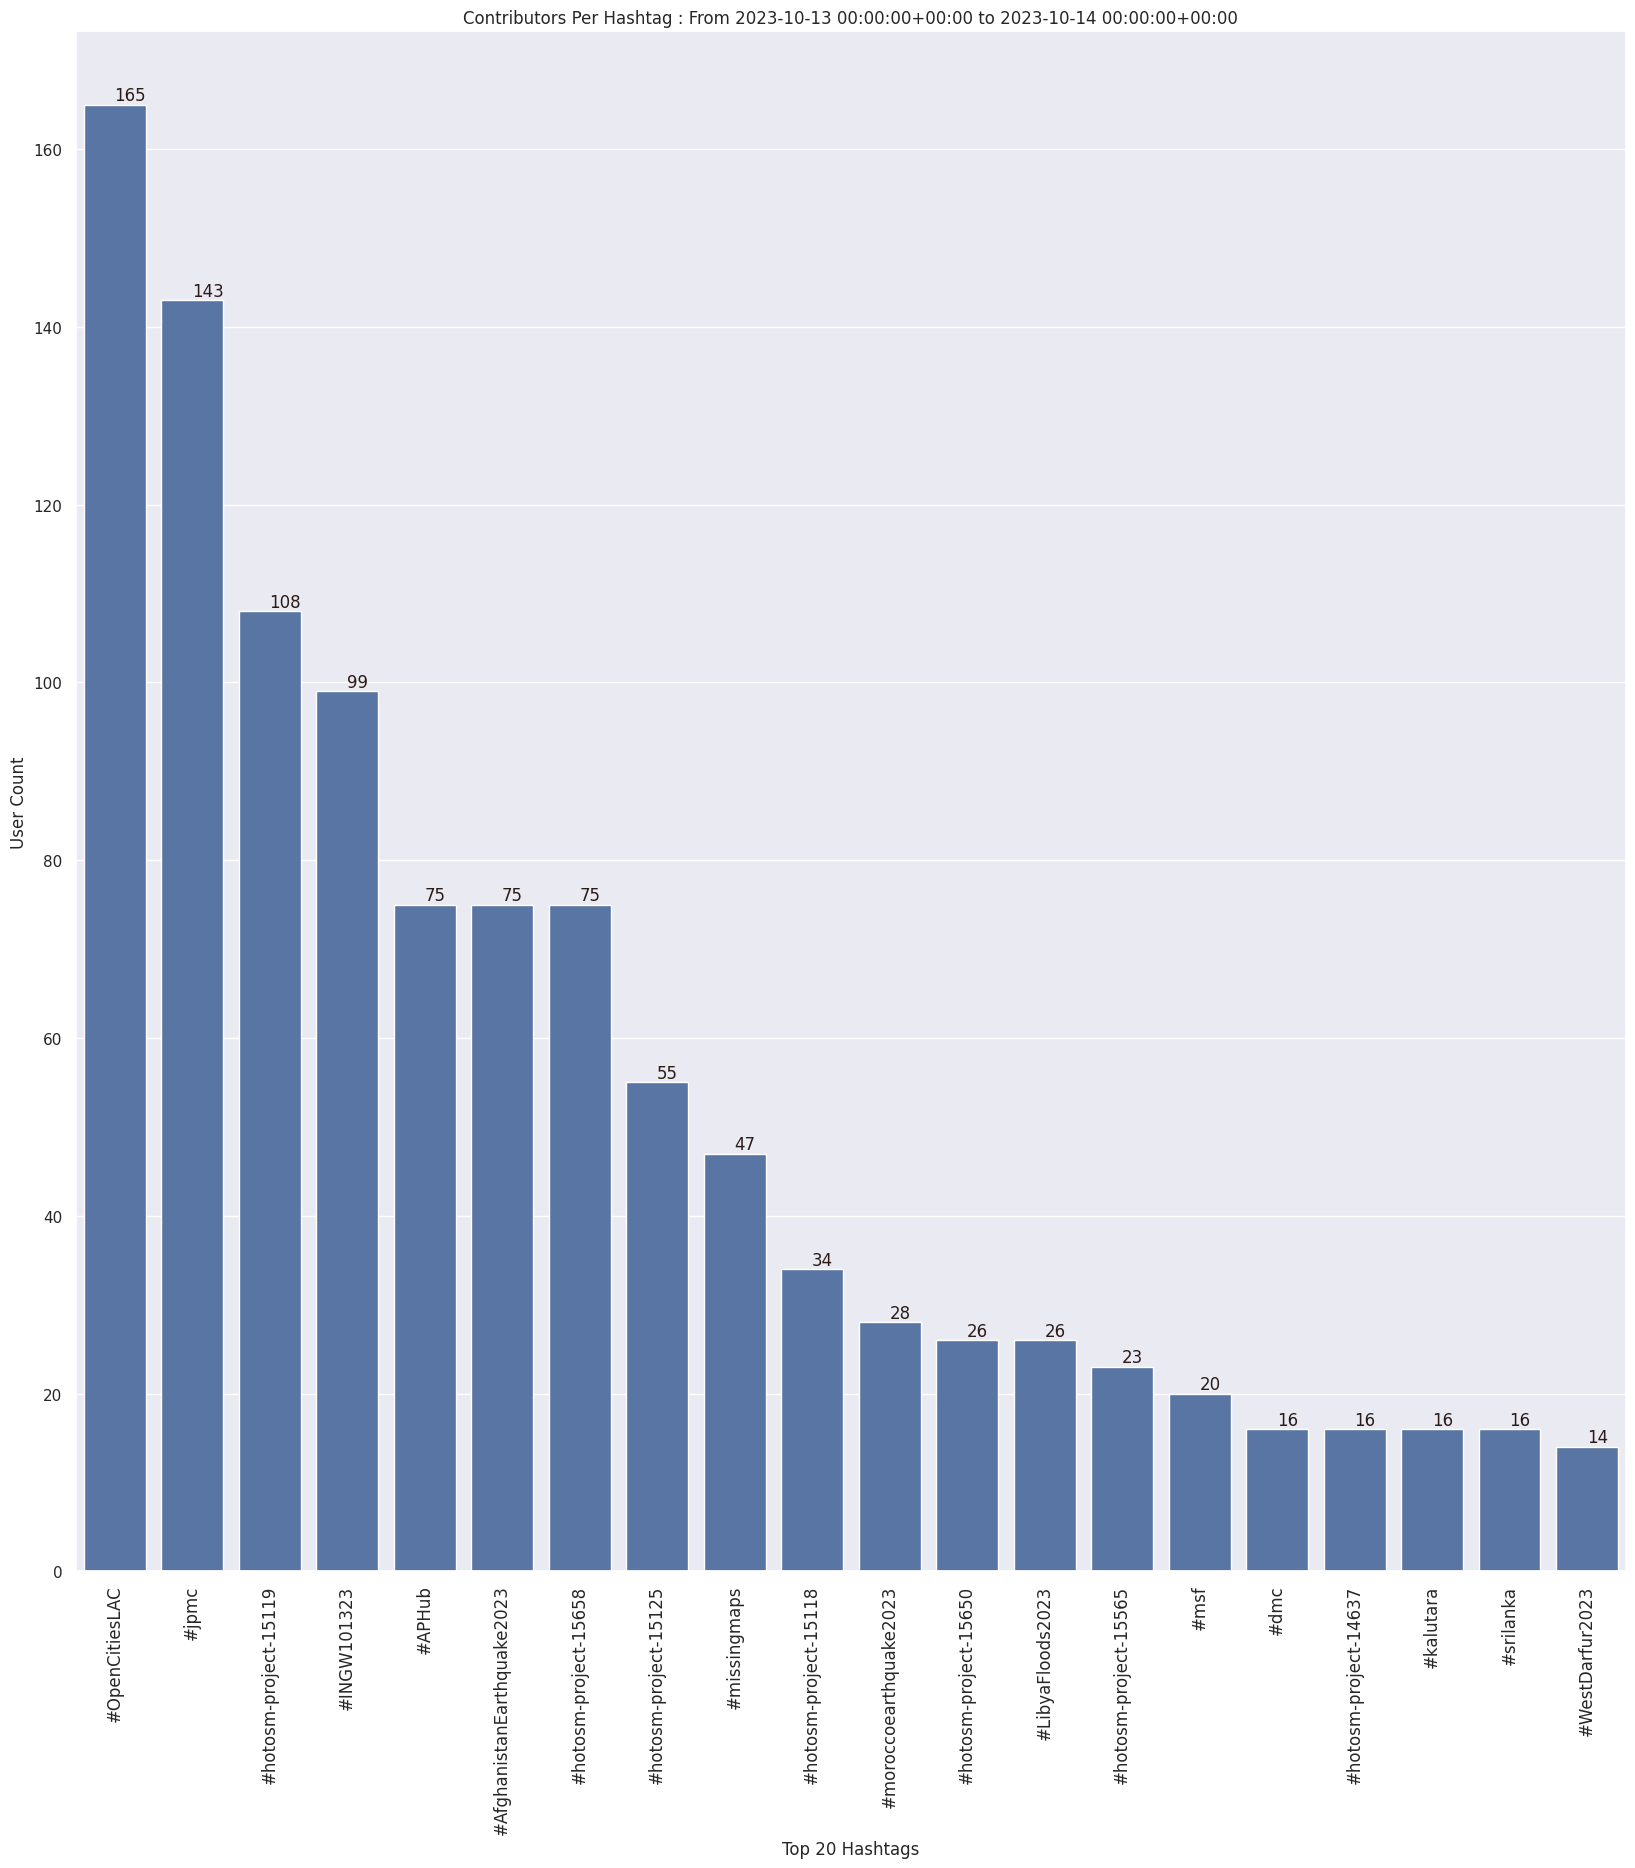 Contributors Per Hashtag : From 2023-10-13 00:00:00+00:00 to 2023-10-14 00:00:00+00:00
User Count
160
140
120
100
80
60
40
20
0
165
143
108
99
75
75
75
55
47
34
28
26
26
23
20
16
16
16
16
14
#OpenCitiesLAC
#jpmc
#hotosm-project-15119
#INGW101323
#APHub
#AfghanistanEarthquake2023
#hotosm-project-15658
#hotosm-project-15125
#missingmaps
#hotosm-project-15118
#moroccoearthquake2023
#hotosm-project-15650
#LibyaFloods2023
#hotosm-project-15565
#msf
#dmc
#hotosm-project-14637
#kalutara
#srilanka
#WestDarfur2023
Top 20 Hashtags